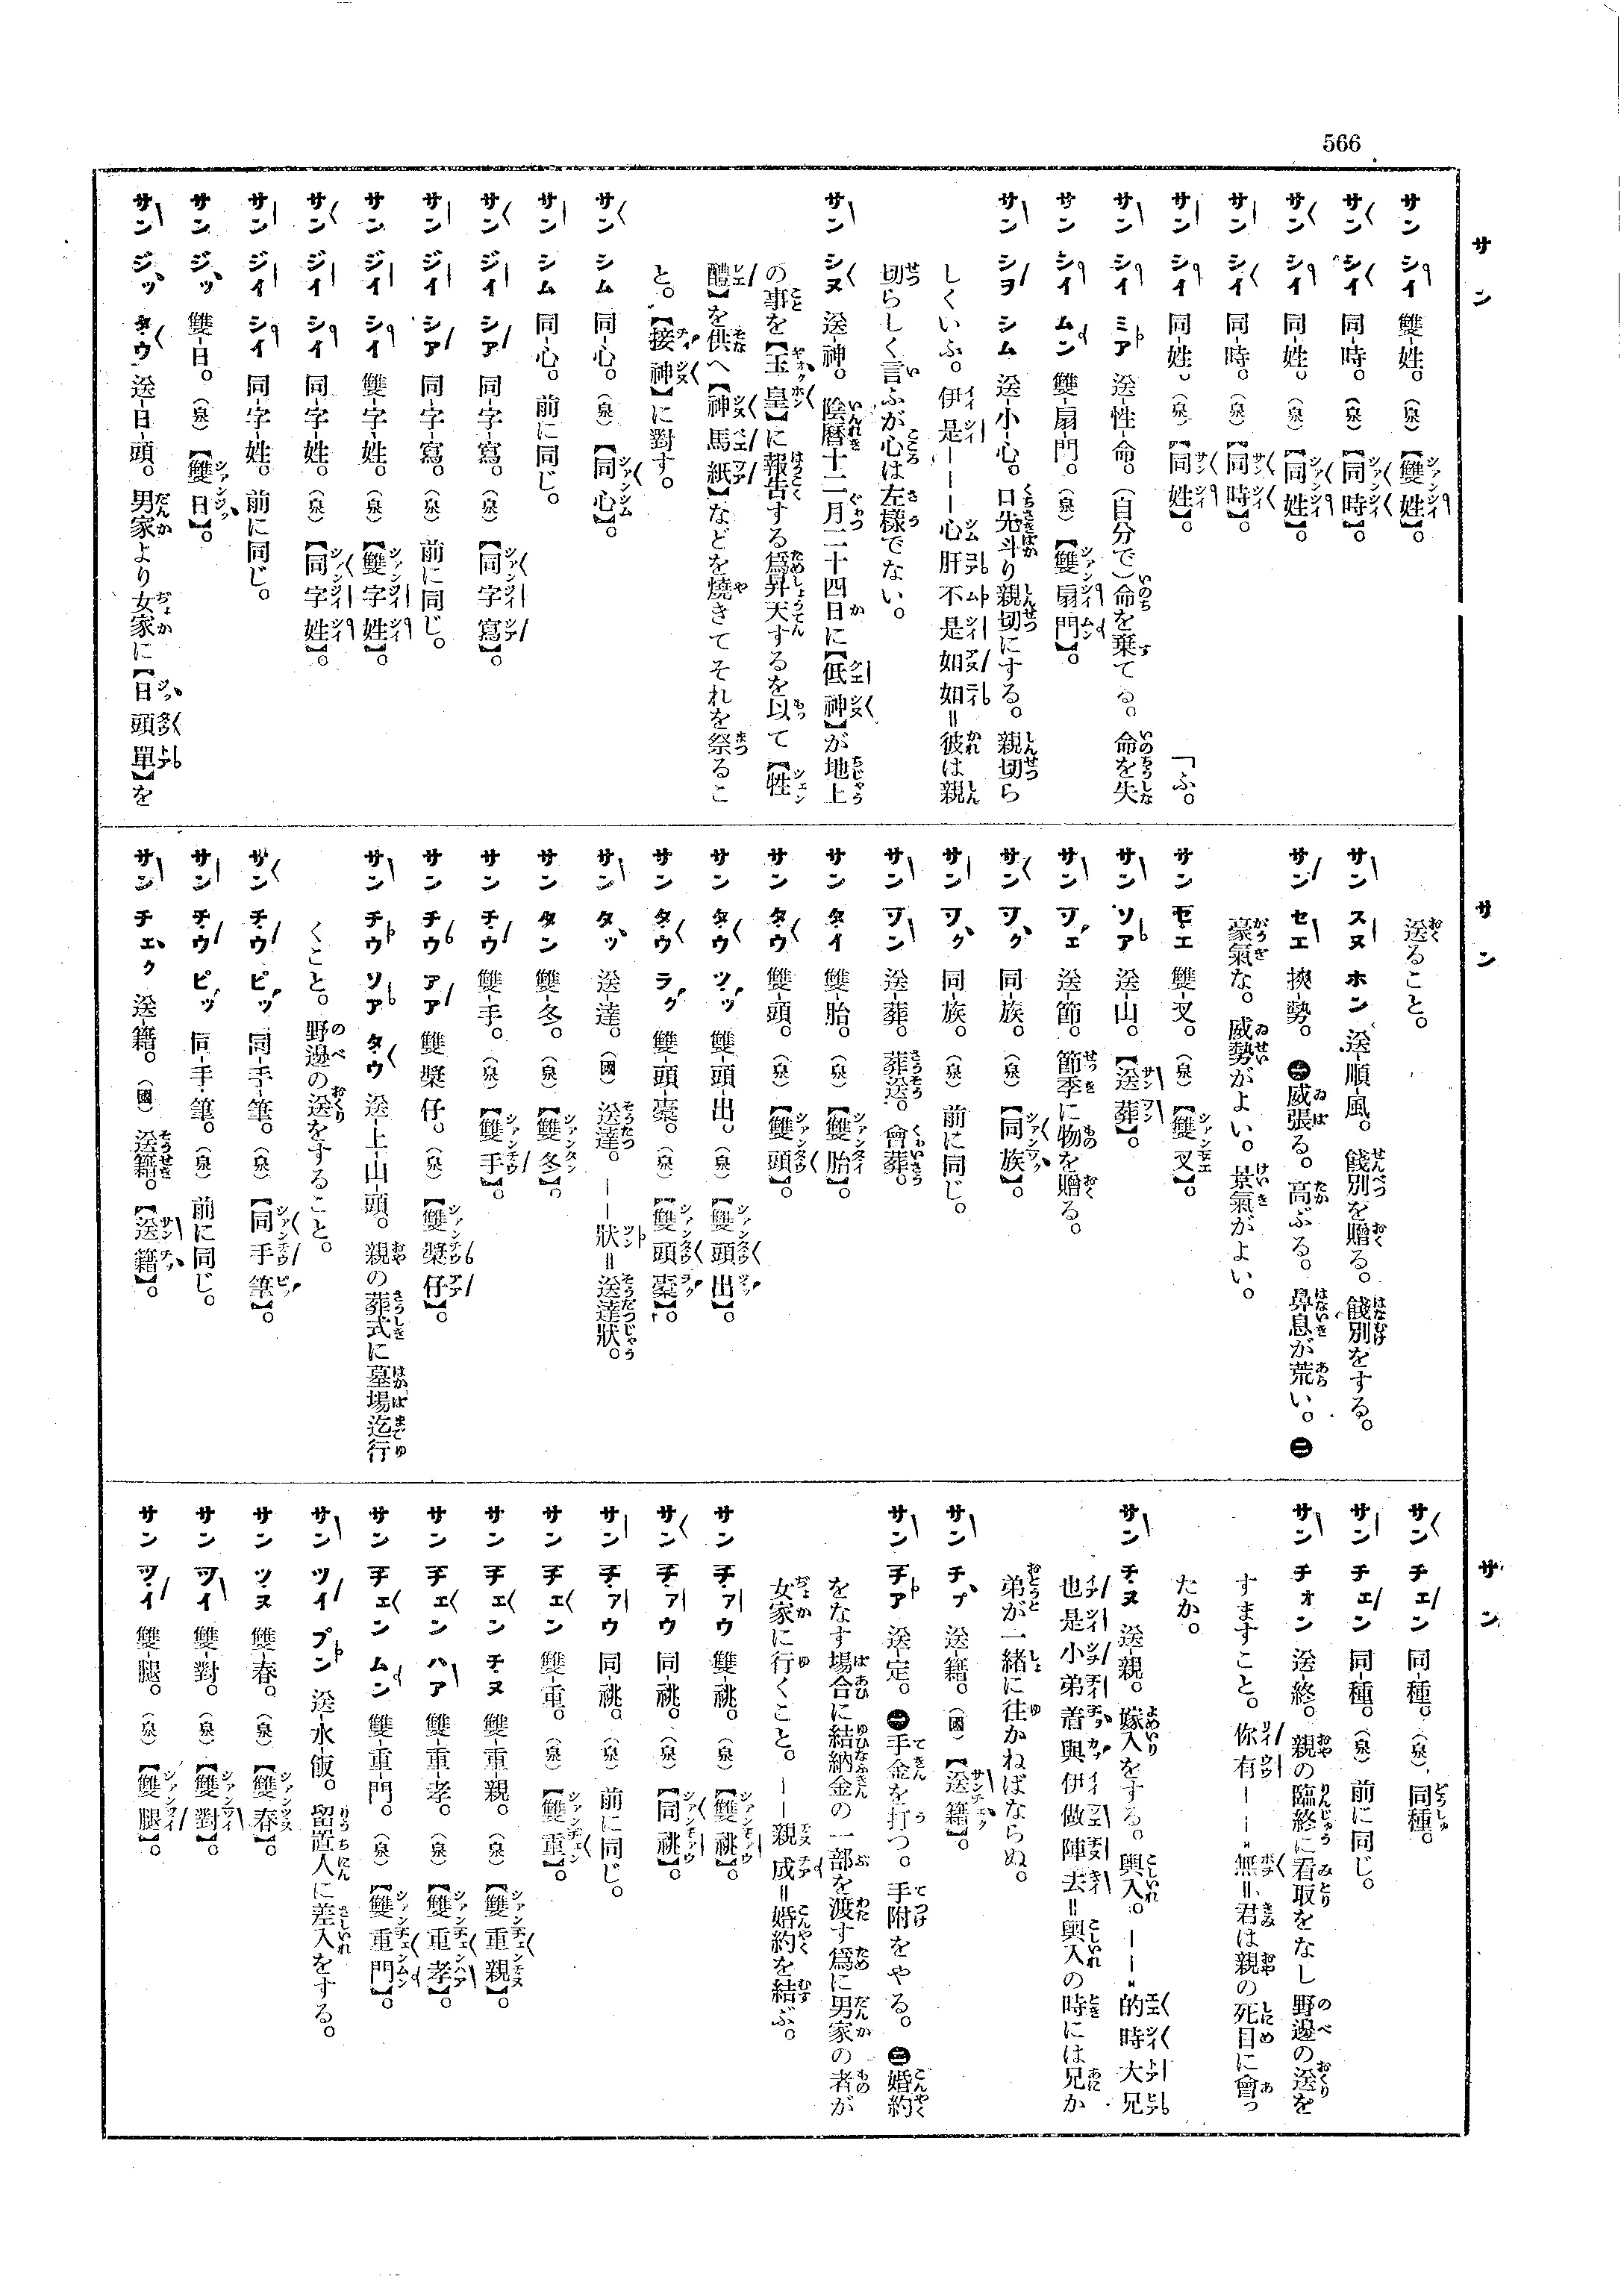 566
サン
サン シイ 雙-姓。(泉)【雙姓】。
サン シイ 同-時。(泉)【同時】。
サン シイ 同-姓。(泉)【同姓】。
サン シイ 同-時。(泉)【同時】。
サン シイ 同-姓。(泉)【同姓】。 「ふ。
サン シイ ミア 送-性-命。(自分で)命を棄てる。命を失
サン シイ ムン 雙-扇-門。(泉)【雙扇門】。
サン シヲ シム 送-小-心。口先斗り親切にする。親切ら
しくいふ。伊是———心肝不是如如=彼は親
切らしく言ふが心は左樣でない。
サン シヌ 送-神。陰曆十二月二十四日に【低神】が地上
の事を【玉皇】に報告する爲昇天するを以て【牲
醴】を供へ【神馬紙】などを燒きてそれを祭るこ
と。【接神】に對す。
サン シム 同-心。(泉)【同心】。
サン シム 同-心。前に同じ。
サン ジイ シア 同-字-寫。(泉)【同字寫】。
サン ジイ シア 同-字-寫。(泉)前に同じ。
サン ジイ シイ 雙-字-姓。(泉)【雙字姓】。
サン ジイ シイ 同-字-姓。(泉)【同字姓】。
サン ジイ シイ 同-字-姓。前に同じ。
サン ジッ 雙-日。(泉)【雙日】。
サン ジッ タウ 送-日-頭。男家より女家に【日頭單】を
サン
送ること。
サン スヌ ホン 送-順-風。餞別を贈る。餞別をする。
サン セエ 㨂-勢。㊀威張る。高ぶる。鼻息が荒い。㊁
豪氣な。威勢がよい。景氣がよい。
サン セエ 雙-叉。(泉)【雙叉】。
サン ソア 送-山。【送葬】。
サン ツェ 送-節。節季に物を贈る。
サン ツク 同-族。(泉)【同族】。
サン ツク 同-族。(泉)前に同じ。
サン ツン 送-葬。葬送。會葬。
サン タイ 雙-胎。(泉)【雙胎】。
サン タウ 雙-頭。(泉)【雙頭】。
サン タウ ツッ 雙-頭-出。(泉)【雙頭出】。
サン タウ ラク 雙-頭-橐。(泉)【雙頭橐】。
サン タッ 送-達。(國)送達。——狀=送達狀。
サン タン 雙-冬。(泉)【雙冬】。
サン チウ 雙-手。(泉)【雙手】。
サン チウ アア 雙-槳-仔。(泉)【雙槳仔】。
サン チウ ソア タウ 送-上-山-頭。親の葬式に墓場迄行
くこと。野邊の送をすること。
サン チウ ピッ 同-手-筆。(泉)【同手筆】。
サン チウ ピッ 同-手-筆。(泉)前に同じ。
サン チェク 送-籍。(國)送籍。【送籍】。
サン
サン チェン 同-種。(泉)同種。
サン チェン 同-種。(泉)前に同じ。
サン チォン 送-終。親の臨終に看取をなし野邊の送を
すますこと。你有——無=君は親の死目に會つ
たか。
サン チヌ 送-親。嫁入をする。輿入。——的時大兄
也是小弟着與伊做陣去=輿入の時には兄か
弟が一緒に往かねばならぬ。
サン チプ 送-籍。(國)【送籍】。
サン チア 送-定。㊀手金を打つ。手附をやる。㊁婚約
をなす場合に結納金の一部を渡す爲に男家の者が
女家に行くこと。——親成=婚約を結ぶ。
サン チァウ 雙-祧。(泉)【雙祧】。
サン チァウ 同-祧。(泉)【同祧】。
サン チァウ 同-祧。(泉)前に同じ。
サン チェン 雙-重。(泉)【雙重】。
サン チェン チヌ 雙-重-親。(泉)【雙重親】。
サン チェン ハア 雙-重-孝。(泉)【雙重孝】。
サン チェン ムン 雙-重-門。(泉)【雙重門】。
サン ツイ プン 送-水-飯。留置人に差入をする。
サン ツヌ 雙-春。(泉)【雙春】。
サン ツイ 雙-對。(泉)【雙對】。
サン ツイ 雙-腿。(泉)【雙腿】。